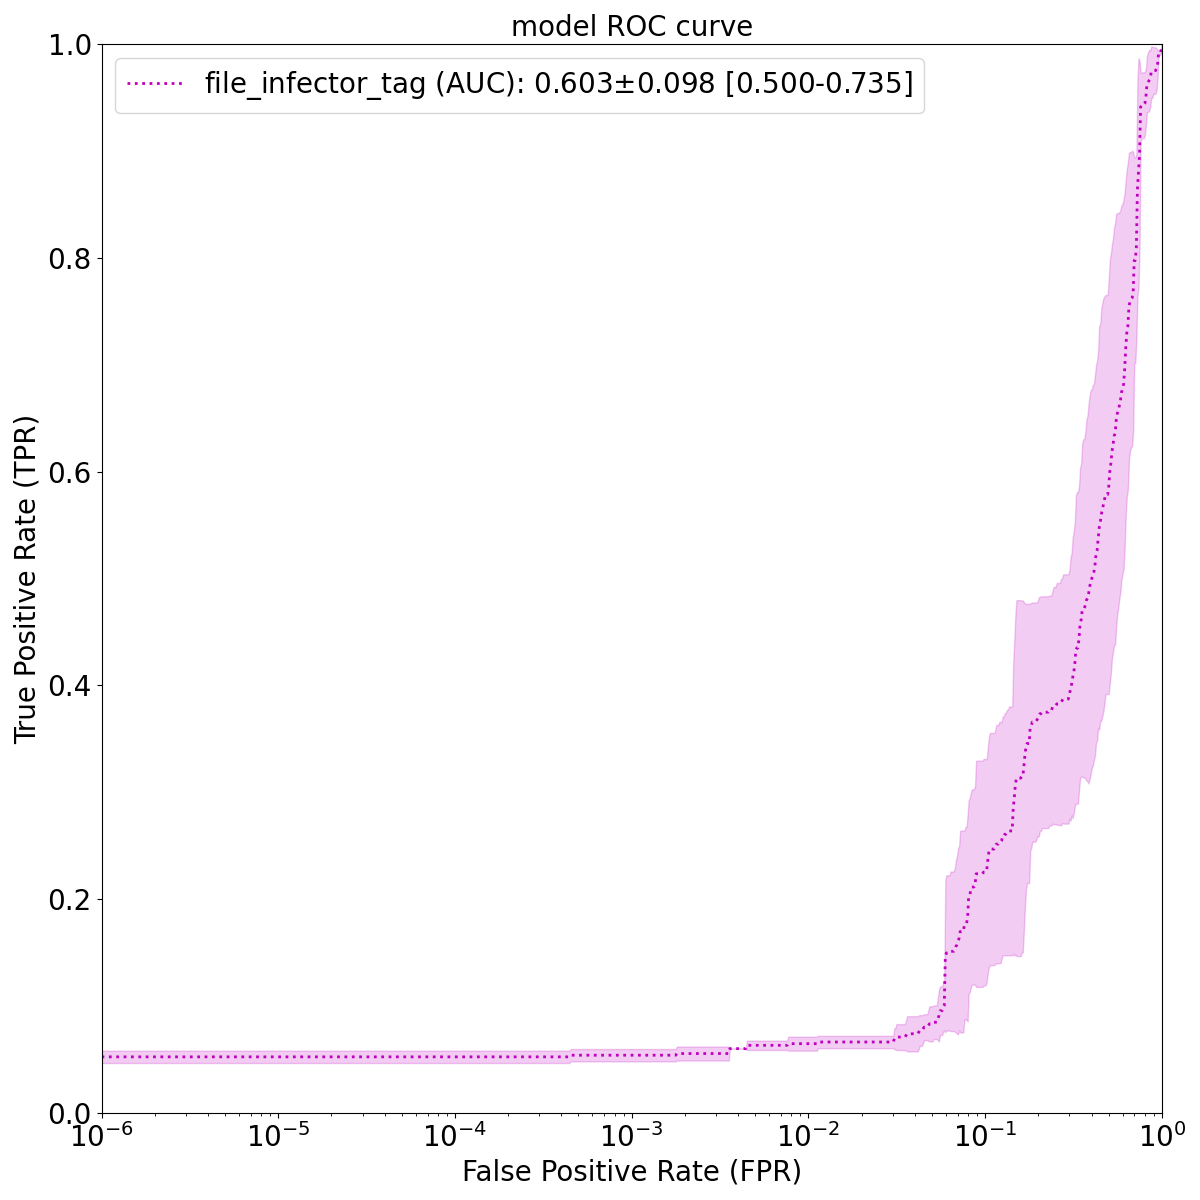 model ROC curve
file_infector_tag (AUC): 0.603±0.098 [0.500-0.735]
1.0
0.8
0.6
0.4
0.2
0.0
True Positive Rate (TPR)
10⁻⁶ 10⁻⁵ 10⁻⁴ 10⁻³ 10⁻² 10⁻¹ 10⁰
False Positive Rate (FPR)